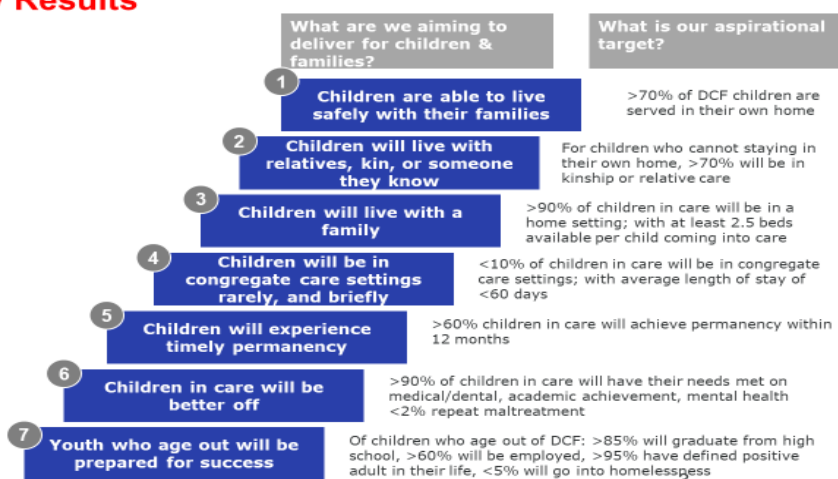 Results
What are we aiming to
deliver for children &
families?
What is our aspirational
target?
1
Children are able to live
safely with their families
>70% of DCF children are
served in their own home
2
Children will live with
relatives, kin, or someone
they know
For children who cannot staying in
their own home, >70% will be in
kinship or relative care
3
Children will live with a
family
>90% of children in care will be in a
home setting; with at least 2.5 beds
available per child coming into care
4
Children will be in
congregate care settings
rarely, and briefly
<10% of children in care will be in congregate
care settings; with average length of stay of
<60 days
5
Children will experience
timely permanency
>60% children in care will achieve permanency within
12 months
6
Children in care will be
better off
>90% of children in care will have their needs met on
medical/dental, academic achievement, mental health
<2% repeat maltreatment
7
Youth who age out will be
prepared for success
Of children who age out of DCF: >85% will graduate from high
school, >60% will be employed, >95% have defined positive
adult in their life, <5% will go into homelessness